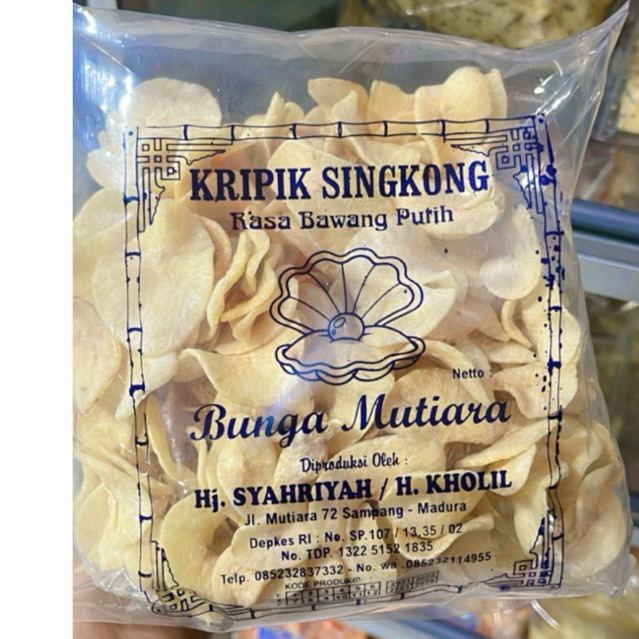 KRIPIK SINGKONG
Rasa Bawang Putih
Netto :
Bunga Mutiara
Diproduksi Oleh :
Hj. SYAHRIYAH / H. KHOLIL
Jl. Mutiara 72 Sampang - Madura
Depkes RI : No. SP.107 / 13.35 / 02
No. TDP. 1322 5152 1835
Telp. 085232837332 - No. wa .085232114955
KODE PRODUKSI